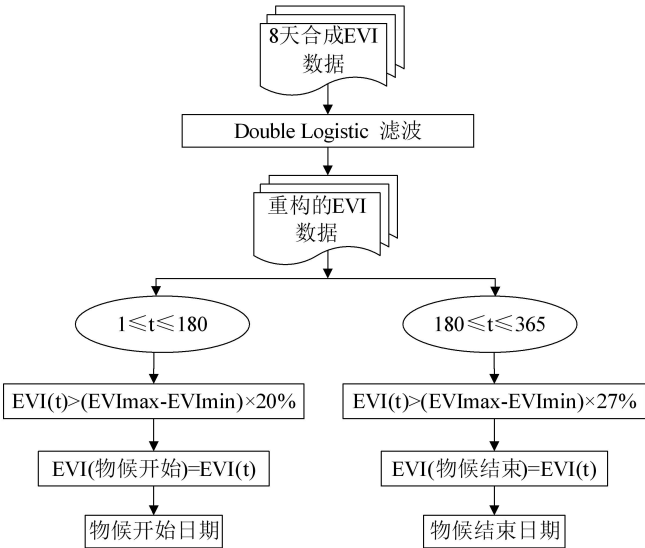 8天合成EVI
数据
Double Logistic 滤波
重构的EVI
数据
1≤t≤180
180≤t≤365
EVI(t)>(EVImax-EVImin)×20%
EVI(t)>(EVImax-EVImin)×27%
EVI(物候开始)=EVI(t)
EVI(物候结束)=EVI(t)
物候开始日期
物候结束日期